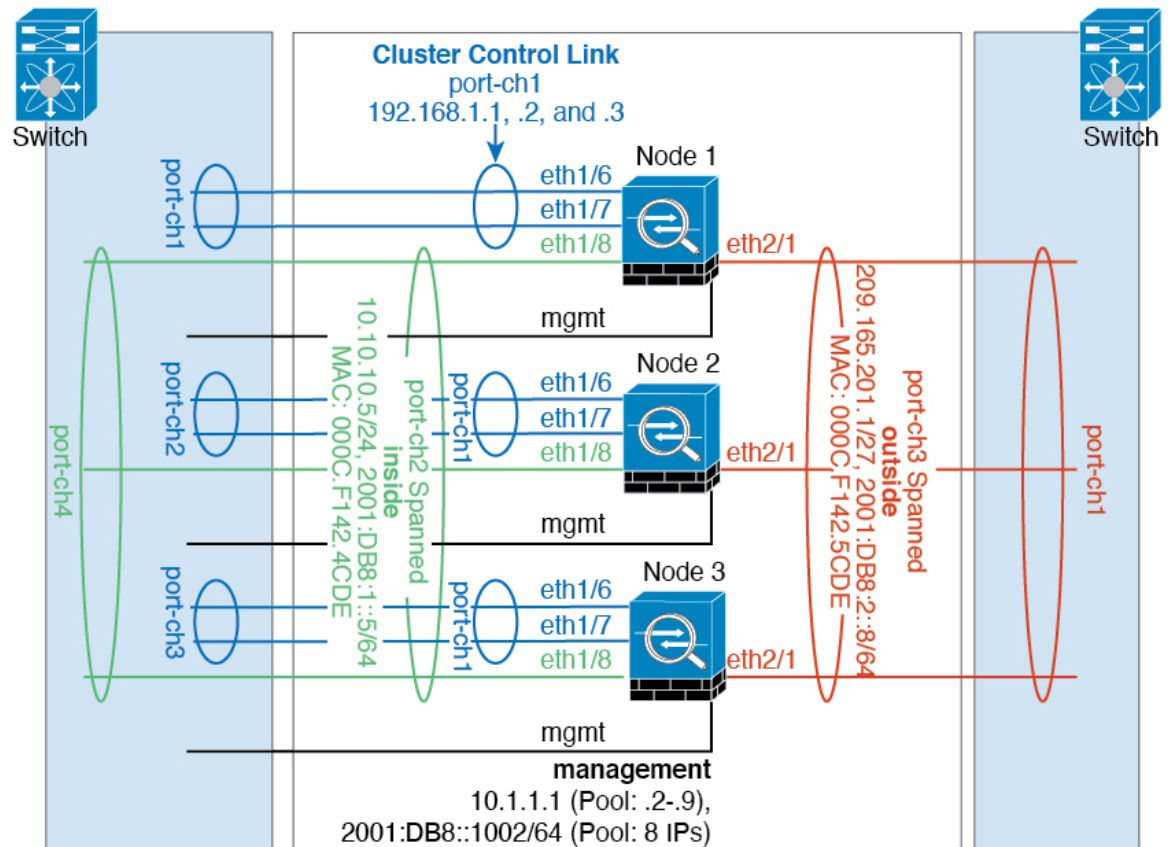 Switch
Switch
Cluster Control Link
port-ch1
192.168.1.1, .2, and .3
port-ch1
eth1/6
eth1/7
eth1/8
Node 1
eth2/1
mgmt
port-ch2
port-ch1
eth1/6
eth1/7
eth1/8
Node 2
eth2/1
mgmt
port-ch3
port-ch1
eth1/6
eth1/7
eth1/8
Node 3
eth2/1
mgmt
port-ch4
port-ch2 Spanned
inside
10.10.10.5/24, 2001:DB8:1::5/64
MAC: 000C.F142.4CDE
port-ch3 Spanned
outside
209.165.201.1/27, 2001:DB8:2::8/64
MAC: 000C.F142.5CDE
port-ch1
management
10.1.1.1 (Pool: .2-.9),
2001:DB8::1002/64 (Pool: 8 IPs)